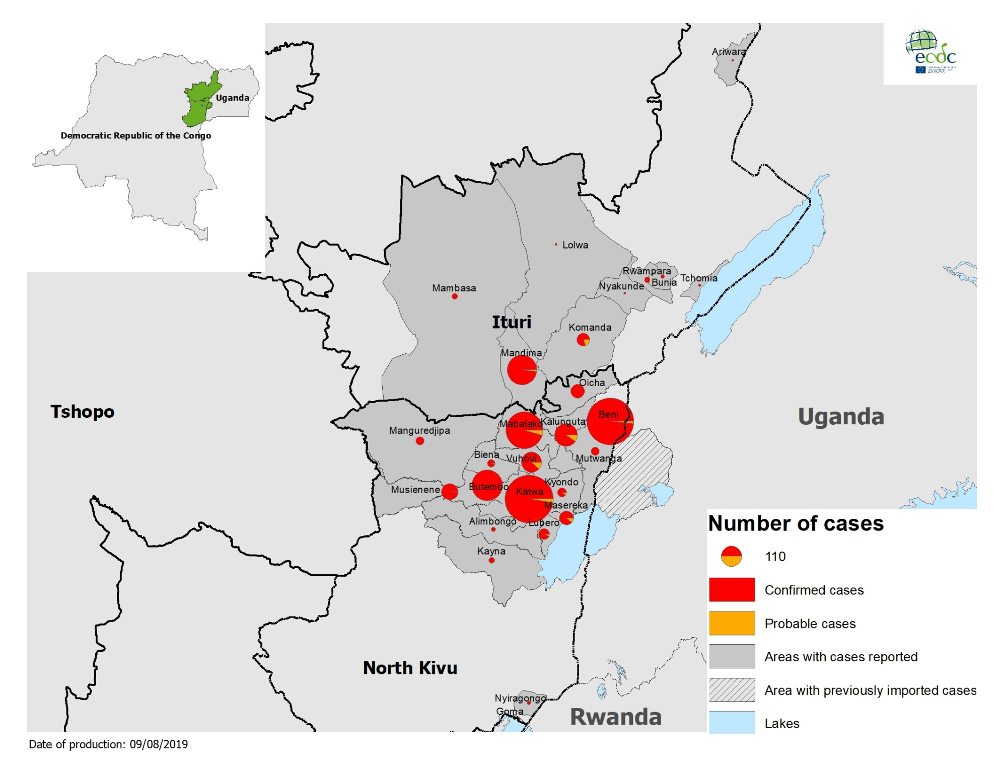 Uganda
Democratic Republic of the Congo
ecdc
Ariwara
Lolwa
Rwampara
Bunia
Tchomia
Nyakunde
Mambasa
Ituri
Komanda
Mandima
Oicha
Tshopo
Uganda
Beni
Mabalako
Kalunguta
Manguredjipa
Biena
Vuhovi
Mutwanga
Musienene
Butembo
Katwa
Kyondo
Masereka
Alimbongo
Lubero
Kayna
North Kivu
Nyiragongo
Goma
Rwanda
Number of cases
110
Confirmed cases
Probable cases
Areas with cases reported
Area with previously imported cases
Lakes
Date of production: 09/08/2019